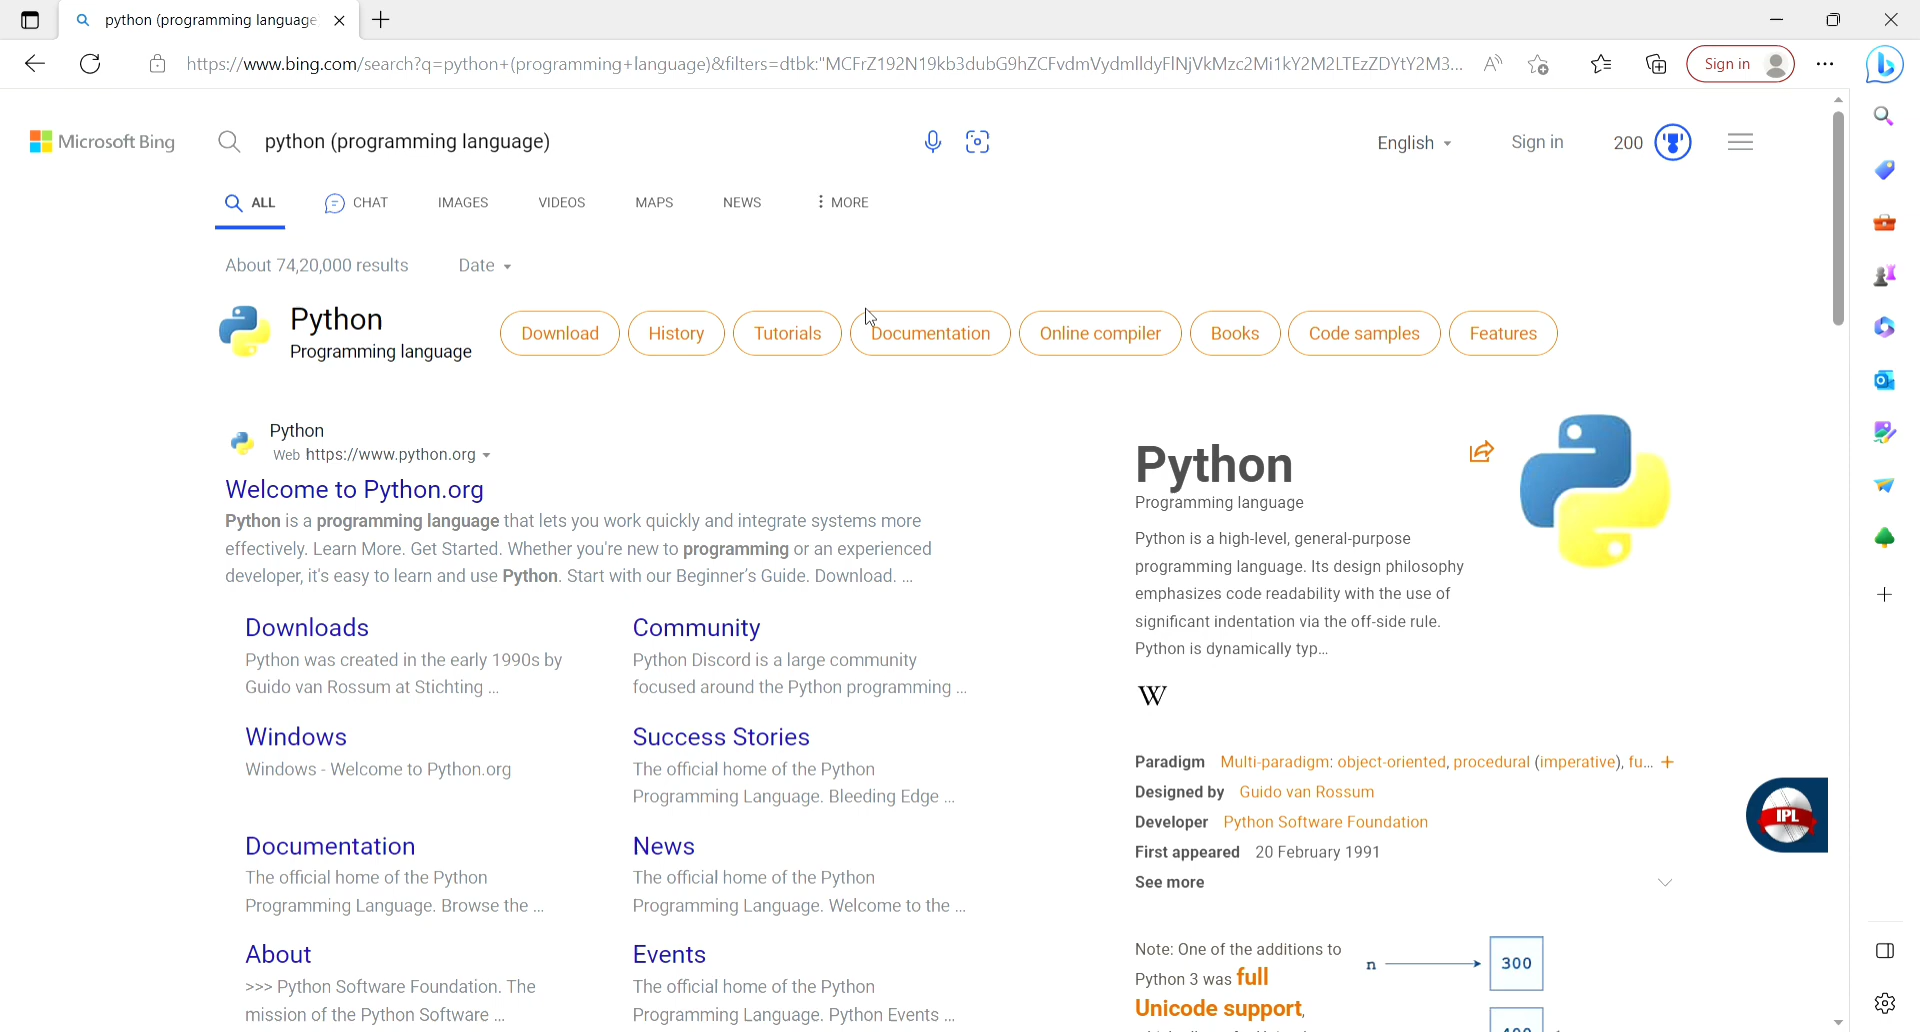 python (programming language
https://www.bing.com/search?q=python+(programming+language)&filters=dtbk:"MCFrZ192N19kb3dubG9hZCFvdmVydmlldyFlNjVkMzc2Mi1kY2M2LTEzZDYtY2M3...
Sign in
Microsoft Bing
python (programming language)
English
Sign in
200
ALL
CHAT
IMAGES
VIDEOS
MAPS
NEWS
MORE
About 74,20,000 results
Date
Python
Programming language
Download
History
Tutorials
Documentation
Online compiler
Books
Code samples
Features
Python
Web https://www.python.org
Welcome to Python.org
Python is a programming language that lets you work quickly and integrate systems more
effectively. Learn More. Get Started. Whether you're new to programming or an experienced
developer, it's easy to learn and use Python. Start with our Beginner's Guide. Download. ...
Downloads
Python was created in the early 1990s by
Guido van Rossum at Stichting ...
Community
Python Discord is a large community
focused around the Python programming ...
Windows
Windows - Welcome to Python.org
Success Stories
The official home of the Python
Programming Language. Bleeding Edge ...
Documentation
The official home of the Python
Programming Language. Browse the ...
News
The official home of the Python
Programming Language. Welcome to the ...
About
>>> Python Software Foundation. The
mission of the Python Software ...
Events
The official home of the Python
Programming Language. Python Events ...
Python
Programming language
Python is a high-level, general-purpose
programming language. Its design philosophy
emphasizes code readability with the use of
significant indentation via the off-side rule.
Python is dynamically typ...
W
Paradigm Multi-paradigm: object-oriented, procedural (imperative), fu... +
Designed by Guido van Rossum
Developer Python Software Foundation
First appeared 20 February 1991
See more
IPL
Note: One of the additions to
Python 3 was full
Unicode support,
n
300